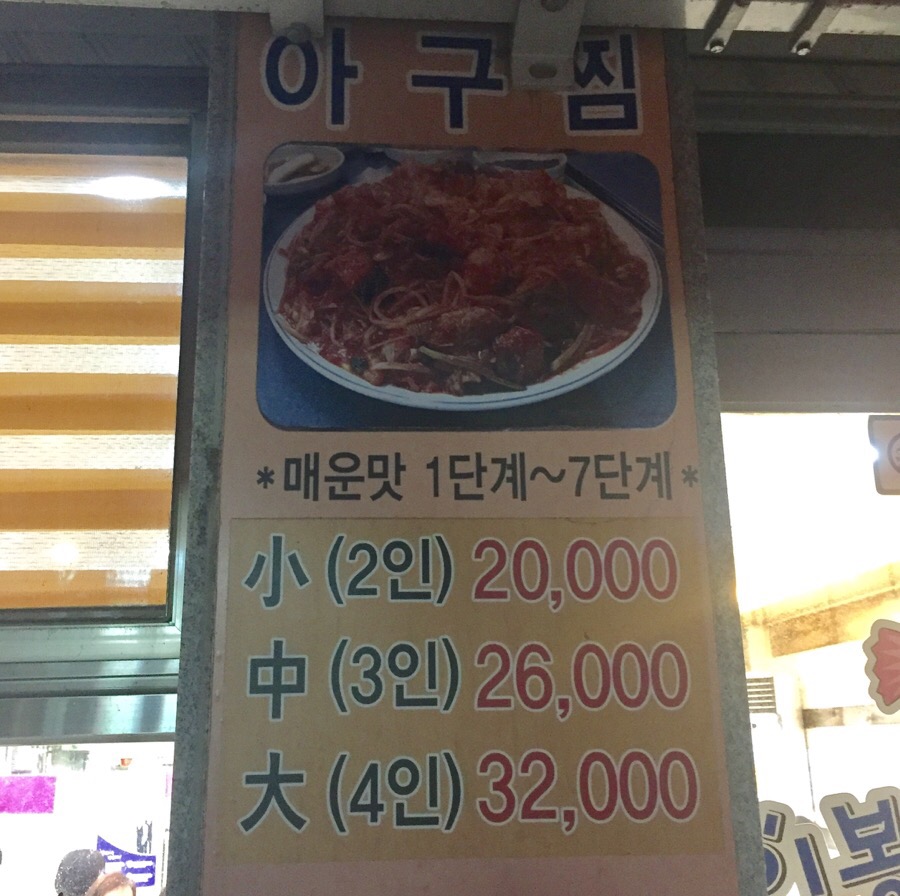 아구찜
*매운맛 1단계~7단계*
小 (2인) 20,000
中 (3인) 26,000
大 (4인) 32,000